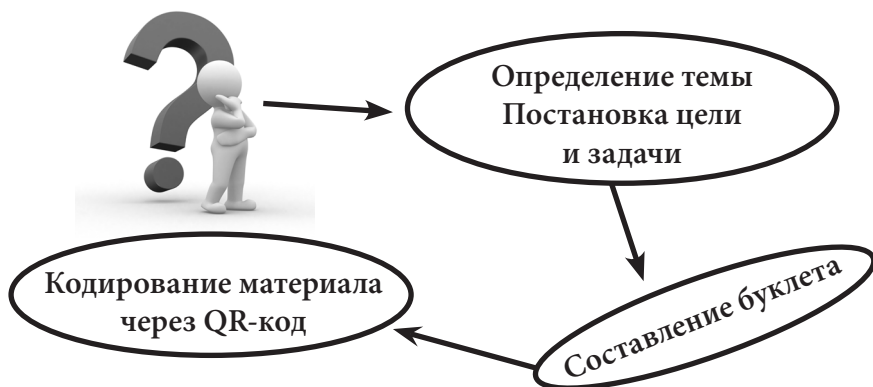 Определение темы
Постановка цели
и задачи
Составление буклета
Кодирование материала
через QR-код